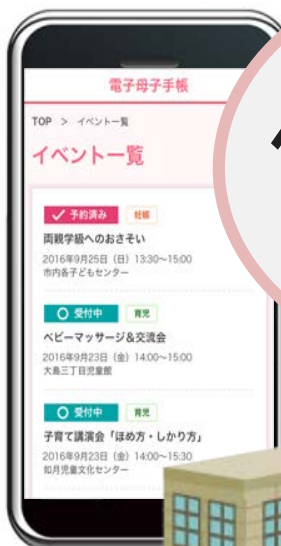 電子母子手帳
TOP > イベント一覧
イベント一覧
✓ 予約済み 妊娠
両親学級へのおさそい
2016年9月25日（日）13:30～15:00
市内各子どもセンター
○ 受付中 育児
ベビーマッサージ＆交流会
2016年9月23日（金）14:00～15:00
大島三丁目児童館
○ 受付中 育児
子育て講演会「ほめ方・しかり方」
2016年9月23日（金）14:00～15:30
如月児童文化センター